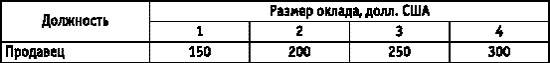 Должность
Размер оклада, долл. США
1 2 3 4
Продавец 150 200 250 300